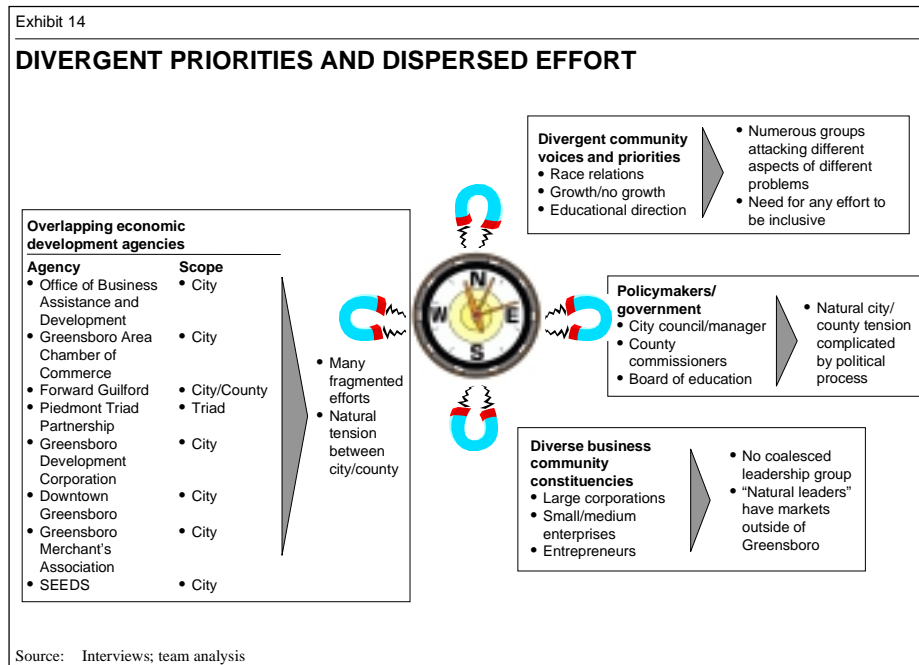 Exhibit 14
DIVERGENT PRIORITIES AND DISPERSED EFFORT
Overlapping economic
development agencies
Agency Scope
• Office of Business • City
Assistance and
Development
• Greensboro Area • City
Chamber of
Commerce
• Forward Guilford • City/County
• Piedmont Triad • Triad
Partnership
• Greensboro • City
Development
Corporation
• Downtown • City
Greensboro
• Greensboro • City
Merchant's
Association
• SEEDS • City
• Many
fragmented
efforts
• Natural
tension
between
city/county
N
W E
S
Divergent community
voices and priorities
• Race relations
• Growth/no growth
• Educational direction
• Numerous groups
attacking different
aspects of different
problems
• Need for any effort to
be inclusive
Policymakers/
government
• City council/manager
• County
commissioners
• Board of education
• Natural city/
county tension
complicated
by political
process
Diverse business
community
constituencies
• Large corporations
• Small/medium
enterprises
• Entrepreneurs
• No coalesced
leadership group
• “Natural leaders”
have markets
outside of
Greensboro
Source: Interviews; team analysis